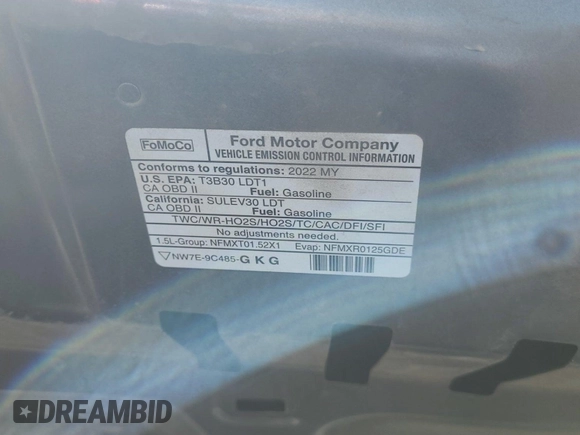 FoMoCo
Ford Motor Company
VEHICLE EMISSION CONTROL INFORMATION
Conforms to regulations: 2022 MY
U.S. EPA: T3B30 LDT1
CA OBD II Fuel: Gasoline
California: SULEV30 LDT
CA OBD II Fuel: Gasoline
TWC/WR-HO2S/HO2S/TC/CAC/DFI/SFI
No adjustments needed.
1.5L-Group: NFMXT01.52X1 Evap: NFMXR0125GDE
NW7E-9C485-G K G
DREAMBID